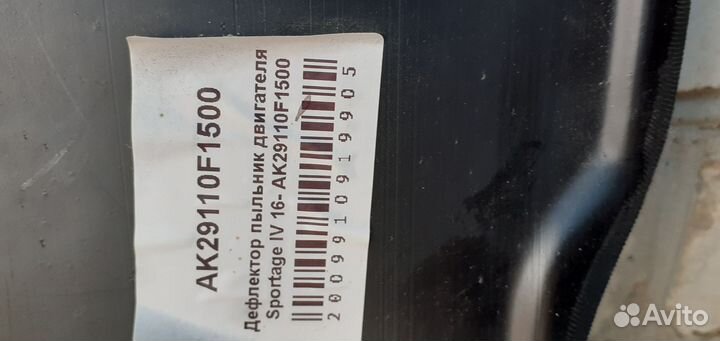 AK29110F1500
Дефлектор пыльник двигателя
Sportage IV 16- AK29110F1500
2009910919905
Avito